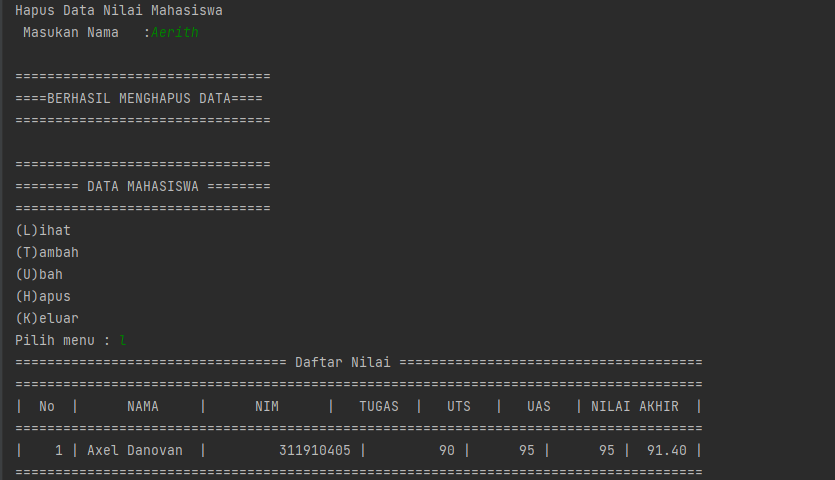 Hapus Data Nilai Mahasiswa
Masukan Nama   :Aerith
================================
====BERHASIL MENGHAPUS DATA====
================================
================================
======== DATA MAHASISWA ========
================================
(L)ihat
(T)ambah
(U)bah
(H)apus
(K)eluar
Pilih menu : l
================================== Daftar Nilai ======================================
======================================================================================
|  No  |      NAMA     |      NIM      |   TUGAS  |   UTS   |   UAS   | NILAI AKHIR  |
======================================================================================
|    1 | Axel Danovan  |         311910405 |         90 |      95 |      95 |  91.40 |
======================================================================================